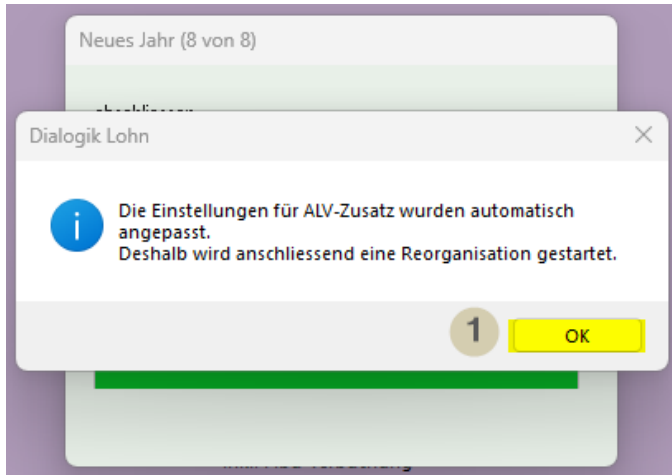 Neues Jahr (8 von 8)
Dialogik Lohn
Die Einstellungen für ALV-Zusatz wurden automatisch
angepasst.
Deshalb wird anschliessend eine Reorganisation gestartet.
1
OK